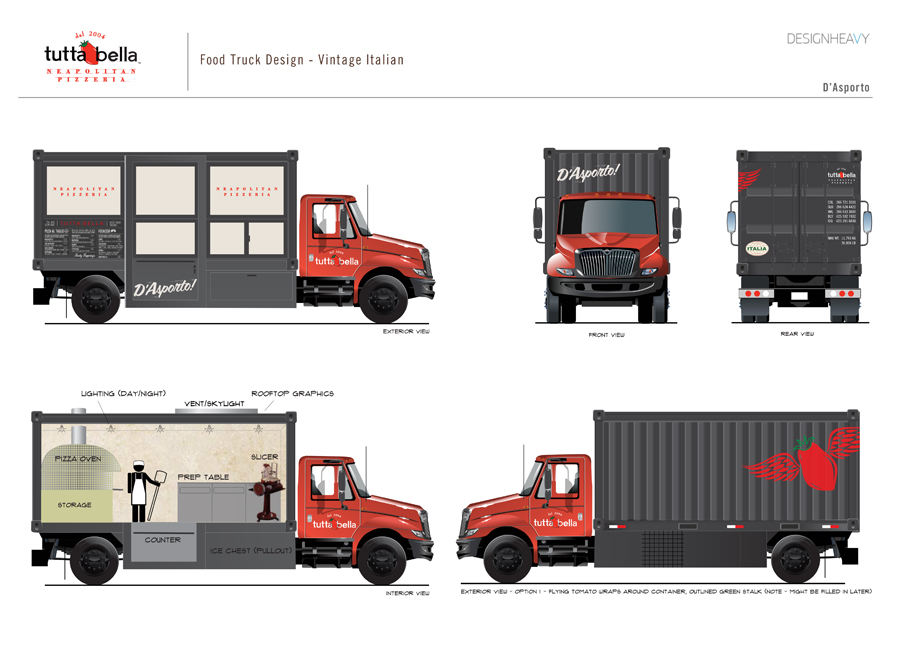 dal 2004
tutta bella
NEAPOLITAN
PIZZERIA
Food Truck Design - Vintage Italian
DESIGNHEAVY
D'Asporto
NEAPOLITAN
PIZZERIA
NEAPOLITAN
PIZZERIA
D'Asporto!
tutta bella
EXTERIOR VIEW
D'Asporto!
FRONT VIEW
tutta bella
ITALIA
REAR VIEW
LIGHTING (DAY/NIGHT)
VENT/SKYLIGHT
ROOFTOP GRAPHICS
PIZZA OVEN
STORAGE
PREP TABLE
SLICER
COUNTER
ICE CHEST (PULLOUT)
tutta bella
INTERIOR VIEW
tutta bella
EXTERIOR VIEW - OPTION 1 - FLYING TOMATO WRAPS AROUND CONTAINER, OUTLINED GREEN STALK (NOTE - MIGHT BE FILLED IN LATER)